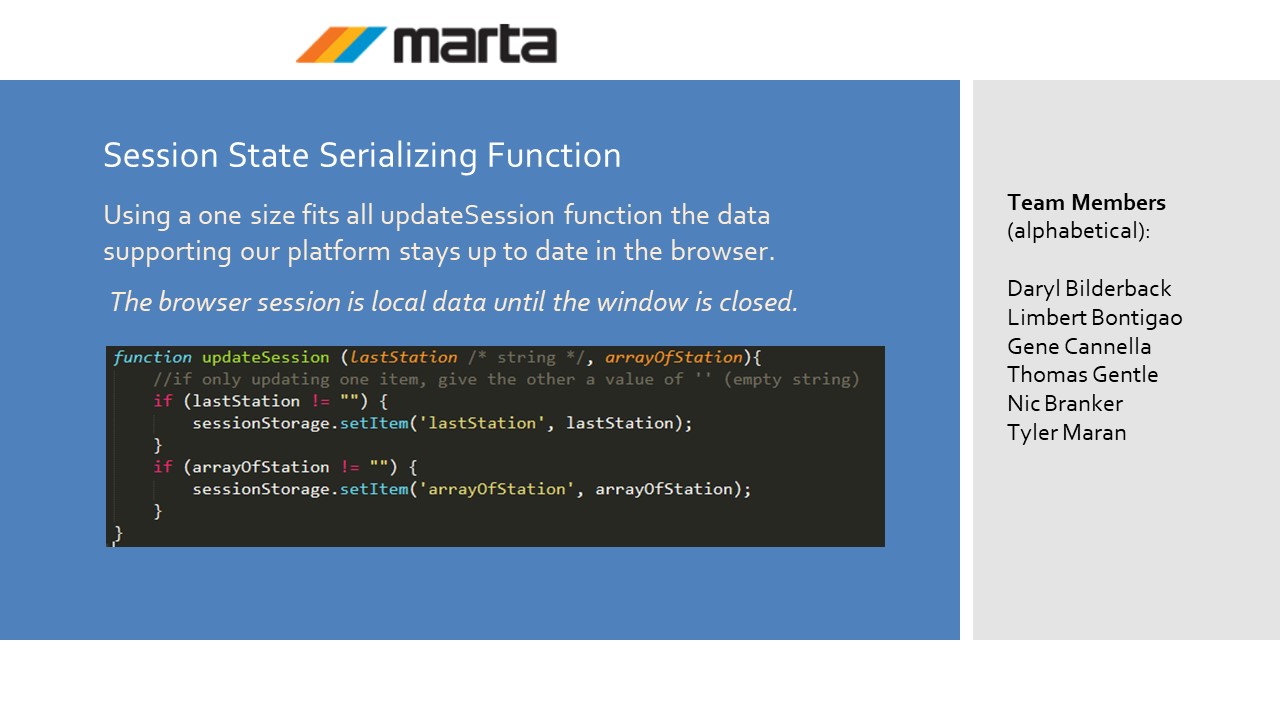 marta
Session State Serializing Function
Using a one size fits all updateSession function the data
supporting our platform stays up to date in the browser.
The browser session is local data until the window is closed.
function updateSession (lastStation /* string */, arrayOfStation){
//if only updating one item, give the other a value of '' (empty string)
if (lastStation != "") {
sessionStorage.setItem('lastStation', lastStation);
}
if (arrayOfStation != "") {
sessionStorage.setItem('arrayOfStation', arrayOfStation);
}
}
Team Members
(alphabetical):
Daryl Bilderback
Limbert Bontigao
Gene Cannella
Thomas Gentle
Nic Branker
Tyler Maran